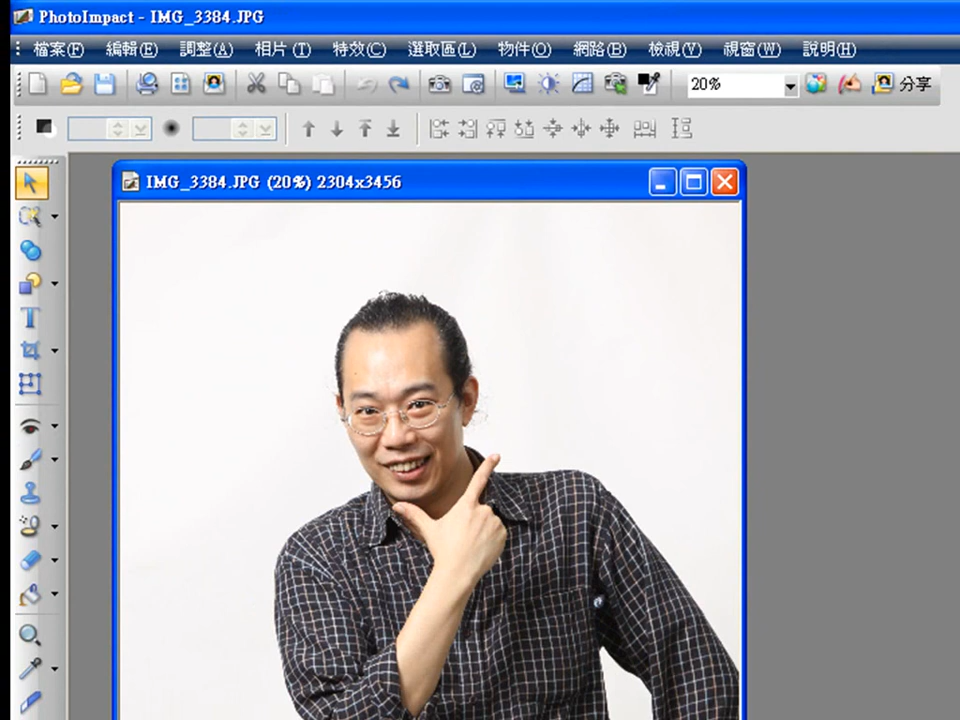 PhotoImpact - IMG_3384.JPG
檔案(F) 編輯(E) 調整(A) 相片(T) 特效(C) 選取區(L) 物件(O) 網路(B) 檢視(V) 視窗(W) 說明(H)
20% 分享
IMG_3384.JPG (20%) 2304x3456